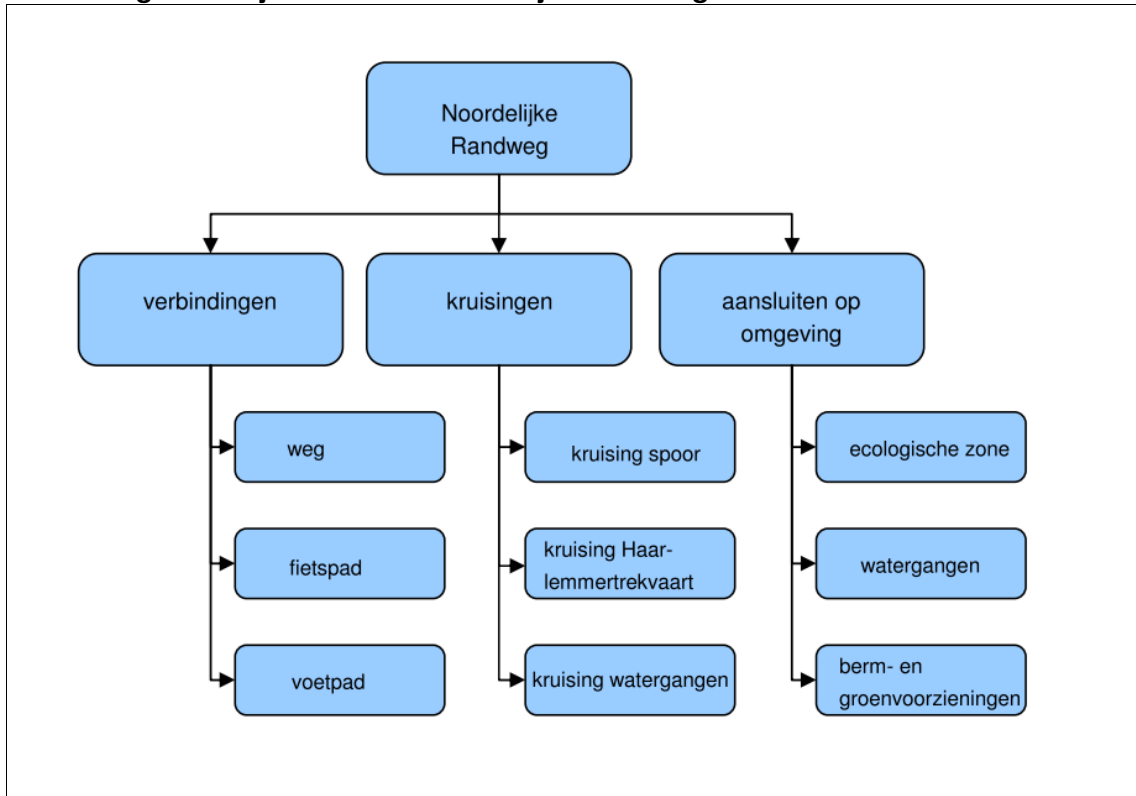 Noordelijke
Randweg
verbindingen
kruisingen
aansluiten op
omgeving
weg
kruising spoor
ecologische zone
fietspad
kruising Haar-
lemmertrekvaart
watergangen
voetpad
kruising watergangen
berm- en
groenvoorzieningen